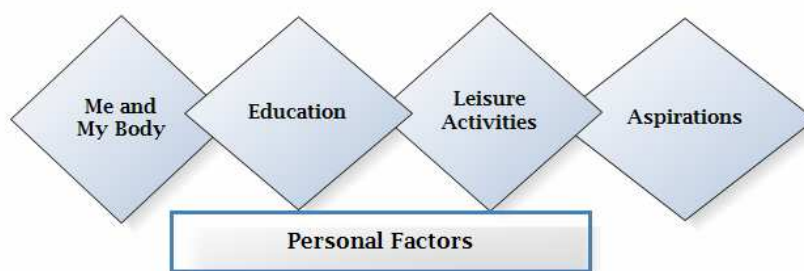 Me and
My Body
Education
Leisure
Activities
Aspirations
Personal Factors